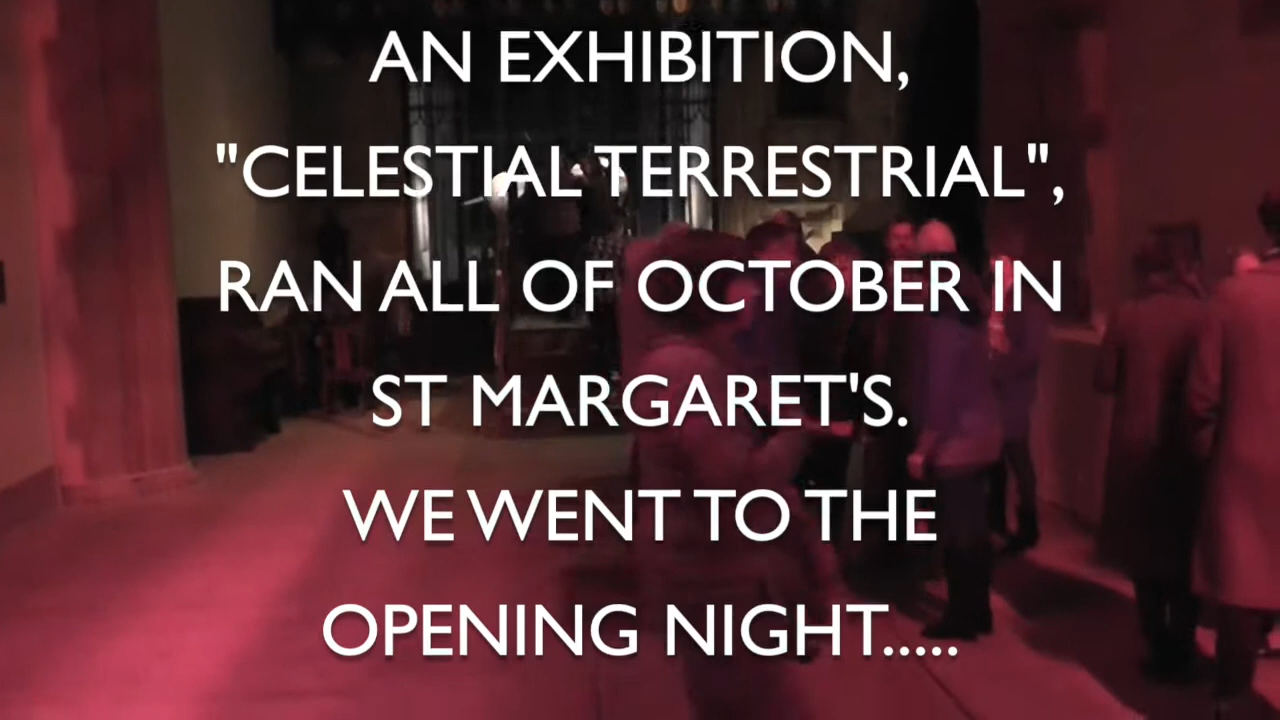 AN EXHIBITION,
"CELESTIAL TERRESTRIAL",
RAN ALL OF OCTOBER IN
ST MARGARET'S.
WE WENT TO THE
OPENING NIGHT.....